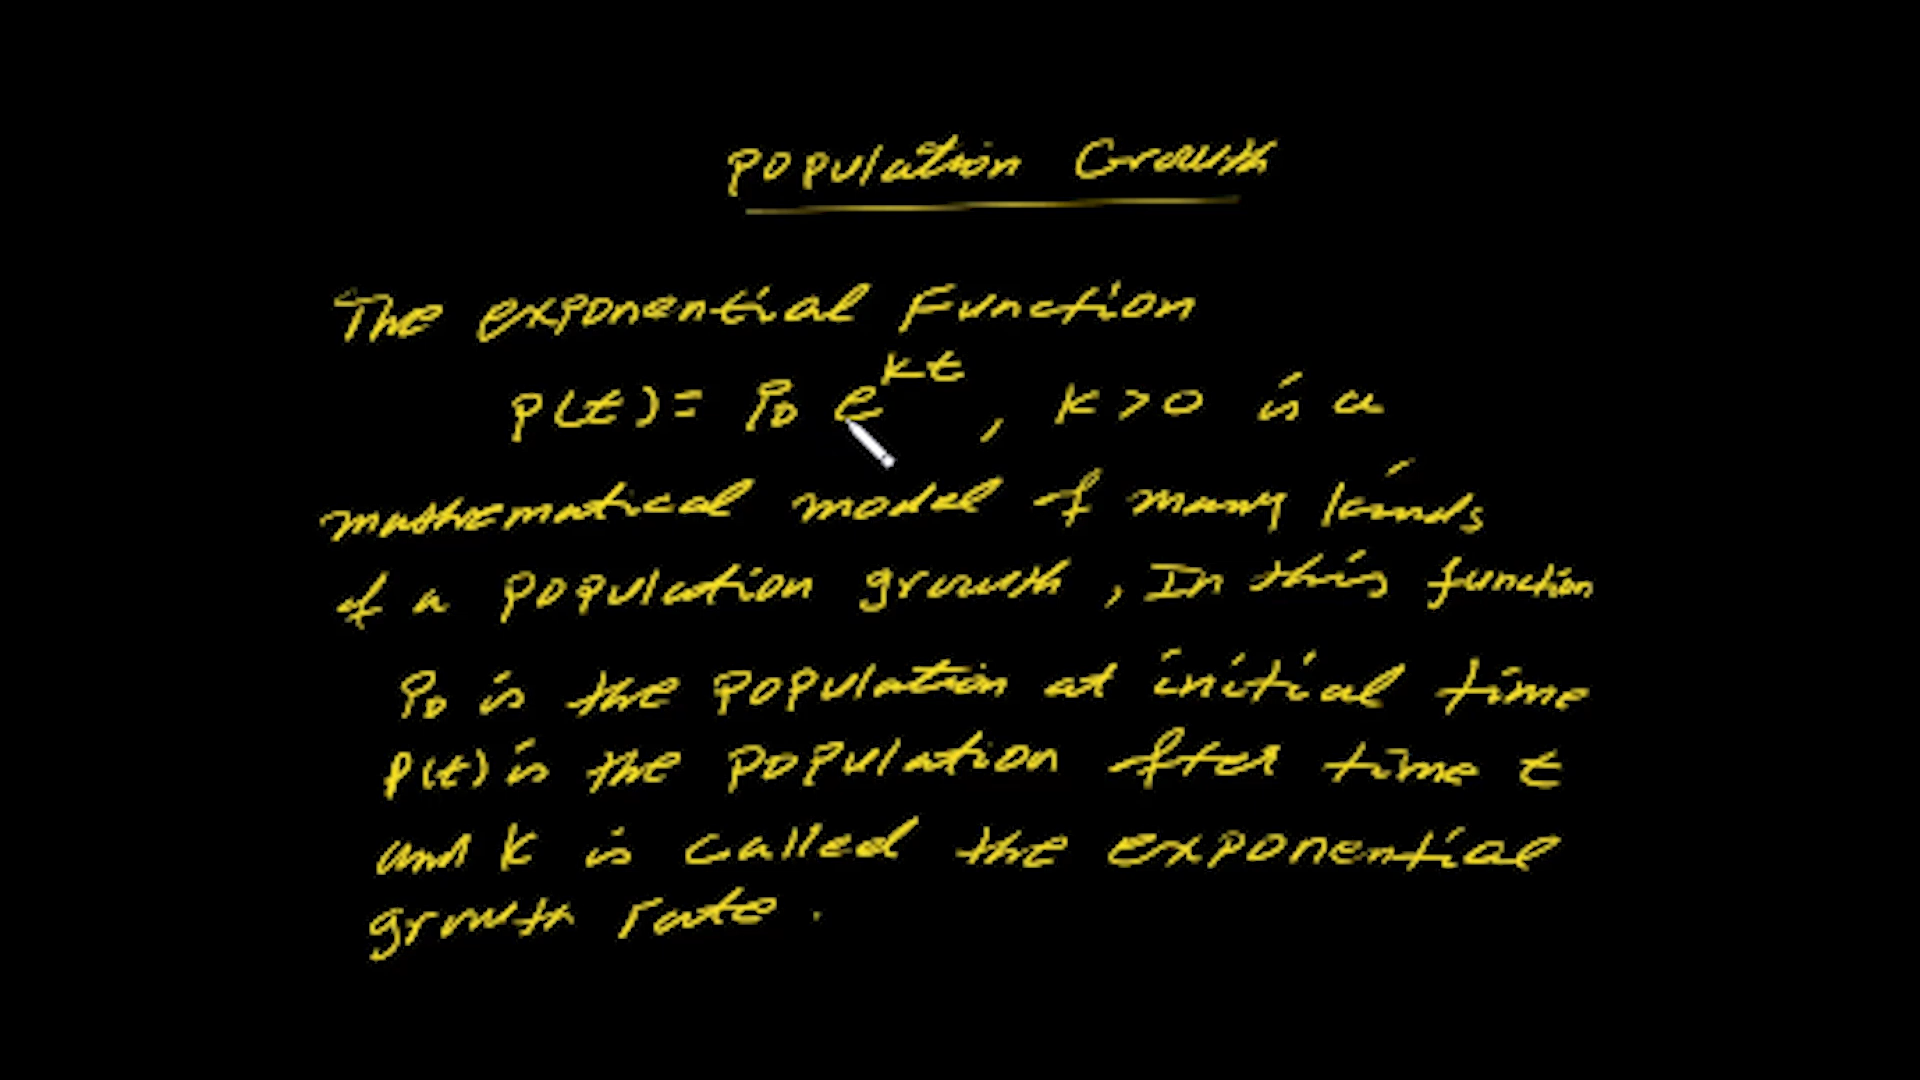 Population Growth
The exponential Function
P(t) = P₀ e^kt , k > 0 is a
mathematical model of many kinds
of a population growth, In this function
P₀ is the population at initial time
P(t) is the population after time t
and k is called the exponential
growth rate.